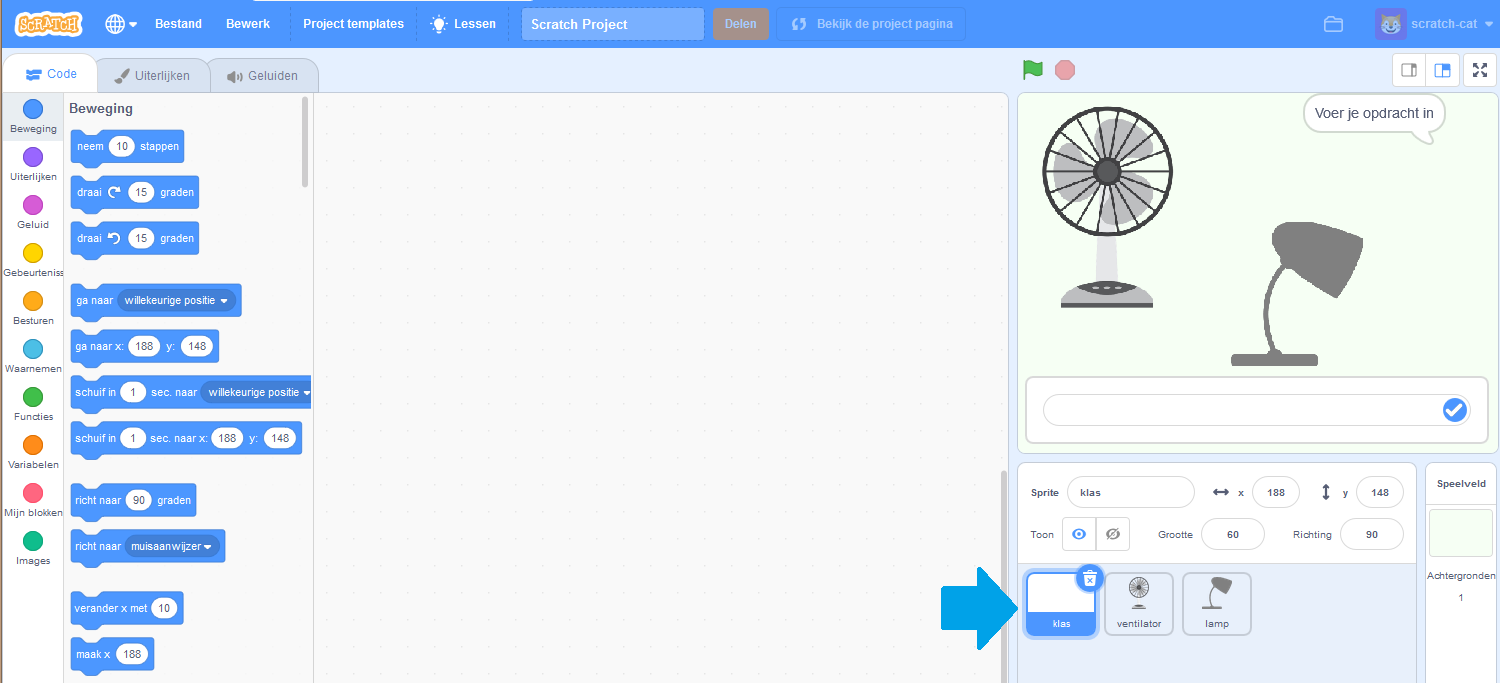 SCRATCH
Bestand
Bewerk
Project templates
Lessen
Scratch Project
Delen
Bekijk de project pagina
scratch-cat
Code
Uiterlijken
Geluiden
Beweging
Uiterlijken
Geluid
Gebeurteniss
Besturen
Waarnemen
Functies
Variabelen
Mijn blokken
Images
Beweging
neem 10 stappen
draai 15 graden
draai 15 graden
ga naar willekeurige positie
ga naar x: 188 y: 148
schuif in 1 sec. naar willekeurige positie
schuif in 1 sec. naar x: 188 y: 148
richt naar 90 graden
richt naar muisaanwijzer
verander x met 10
maak x 188
Voer je opdracht in
Sprite klas x 188 y 148
Toon Grootte 60 Richting 90
klas
ventilator
lamp
Speelveld
Achtergronden
1